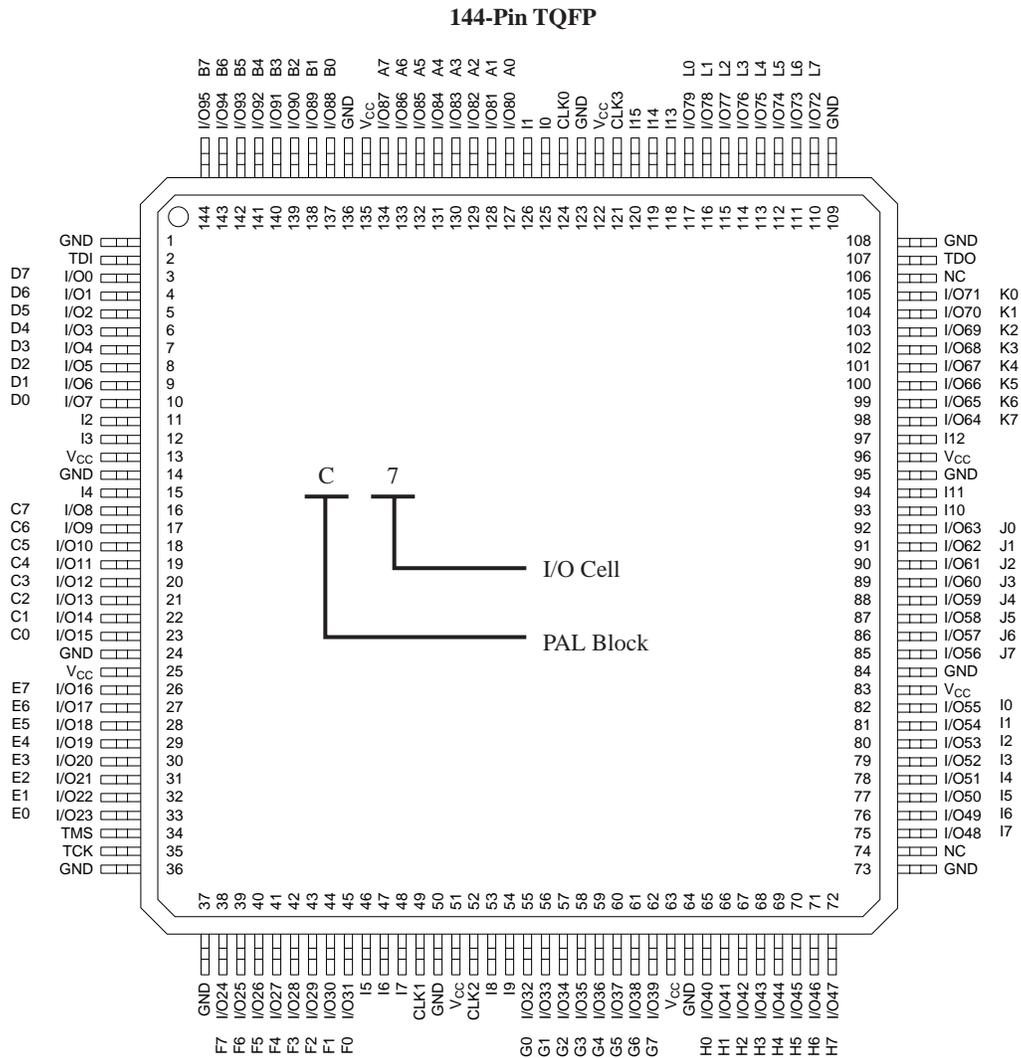 144-Pin TQFP
B7 B6 B5 B4 B3 B2 B1 B0 A7 A6 A5 A4 A3 A2 A1 A0 L0 L1 L2 L3 L4 L5 L6 L7
I/O95 I/O94 I/O93 I/O92 I/O91 I/O90 I/O89 I/O88 GND VCC I/O87 I/O86 I/O85 I/O84 I/O83 I/O82 I/O81 I/O80 I1 I0 CLK0 GND VCC CLK3 I15 I14 I13 I/O79 I/O78 I/O77 I/O76 I/O75 I/O74 I/O73 I/O72 GND
144 143 142 141 140 139 138 137 136 135 134 133 132 131 130 129 128 127 126 125 124 123 122 121 120 119 118 117 116 115 114 113 112 111 110 109
GND 1 108 GND
TDI 2 107 TDO
D7 I/O0 3 106 NC
D6 I/O1 4 105 I/O71 K0
D5 I/O2 5 104 I/O70 K1
D4 I/O3 6 103 I/O69 K2
D3 I/O4 7 102 I/O68 K3
D2 I/O5 8 101 I/O67 K4
D1 I/O6 9 100 I/O66 K5
D0 I/O7 10 99 I/O65 K6
I2 11 98 I/O64 K7
I3 12 97 I12
VCC 13 96 VCC
GND 14 95 GND
I4 15 94 I11
C7 I/O8 16 93 I10
C6 I/O9 17 92 I/O63 J0
C5 I/O10 18 91 I/O62 J1
C4 I/O11 19 90 I/O61 J2
C3 I/O12 20 89 I/O60 J3
C2 I/O13 21 88 I/O59 J4
C1 I/O14 22 87 I/O58 J5
C0 I/O15 23 86 I/O57 J6
GND 24 85 I/O56 J7
VCC 25 84 GND
E7 I/O16 26 83 VCC
E6 I/O17 27 82 I/O55 I0
E5 I/O18 28 81 I/O54 I1
E4 I/O19 29 80 I/O53 I2
E3 I/O20 30 79 I/O52 I3
E2 I/O21 31 78 I/O51 I4
E1 I/O22 32 77 I/O50 I5
E0 I/O23 33 76 I/O49 I6
TMS 34 75 I/O48 I7
TCK 35 74 NC
GND 36 73 GND
C 7
I/O Cell
PAL Block
37 38 39 40 41 42 43 44 45 46 47 48 49 50 51 52 53 54 55 56 57 58 59 60 61 62 63 64 65 66 67 68 69 70 71 72
GND I/O24 I/O25 I/O26 I/O27 I/O28 I/O29 I/O30 I/O31 I5 I6 I7 CLK1 GND VCC CLK2 I8 I9 I/O32 I/O33 I/O34 I/O35 I/O36 I/O37 I/O38 I/O39 VCC GND I/O40 I/O41 I/O42 I/O43 I/O44 I/O45 I/O46 I/O47
F7 F6 F5 F4 F3 F2 F1 F0 G0 G1 G2 G3 G4 G5 G6 G7 H0 H1 H2 H3 H4 H5 H6 H7